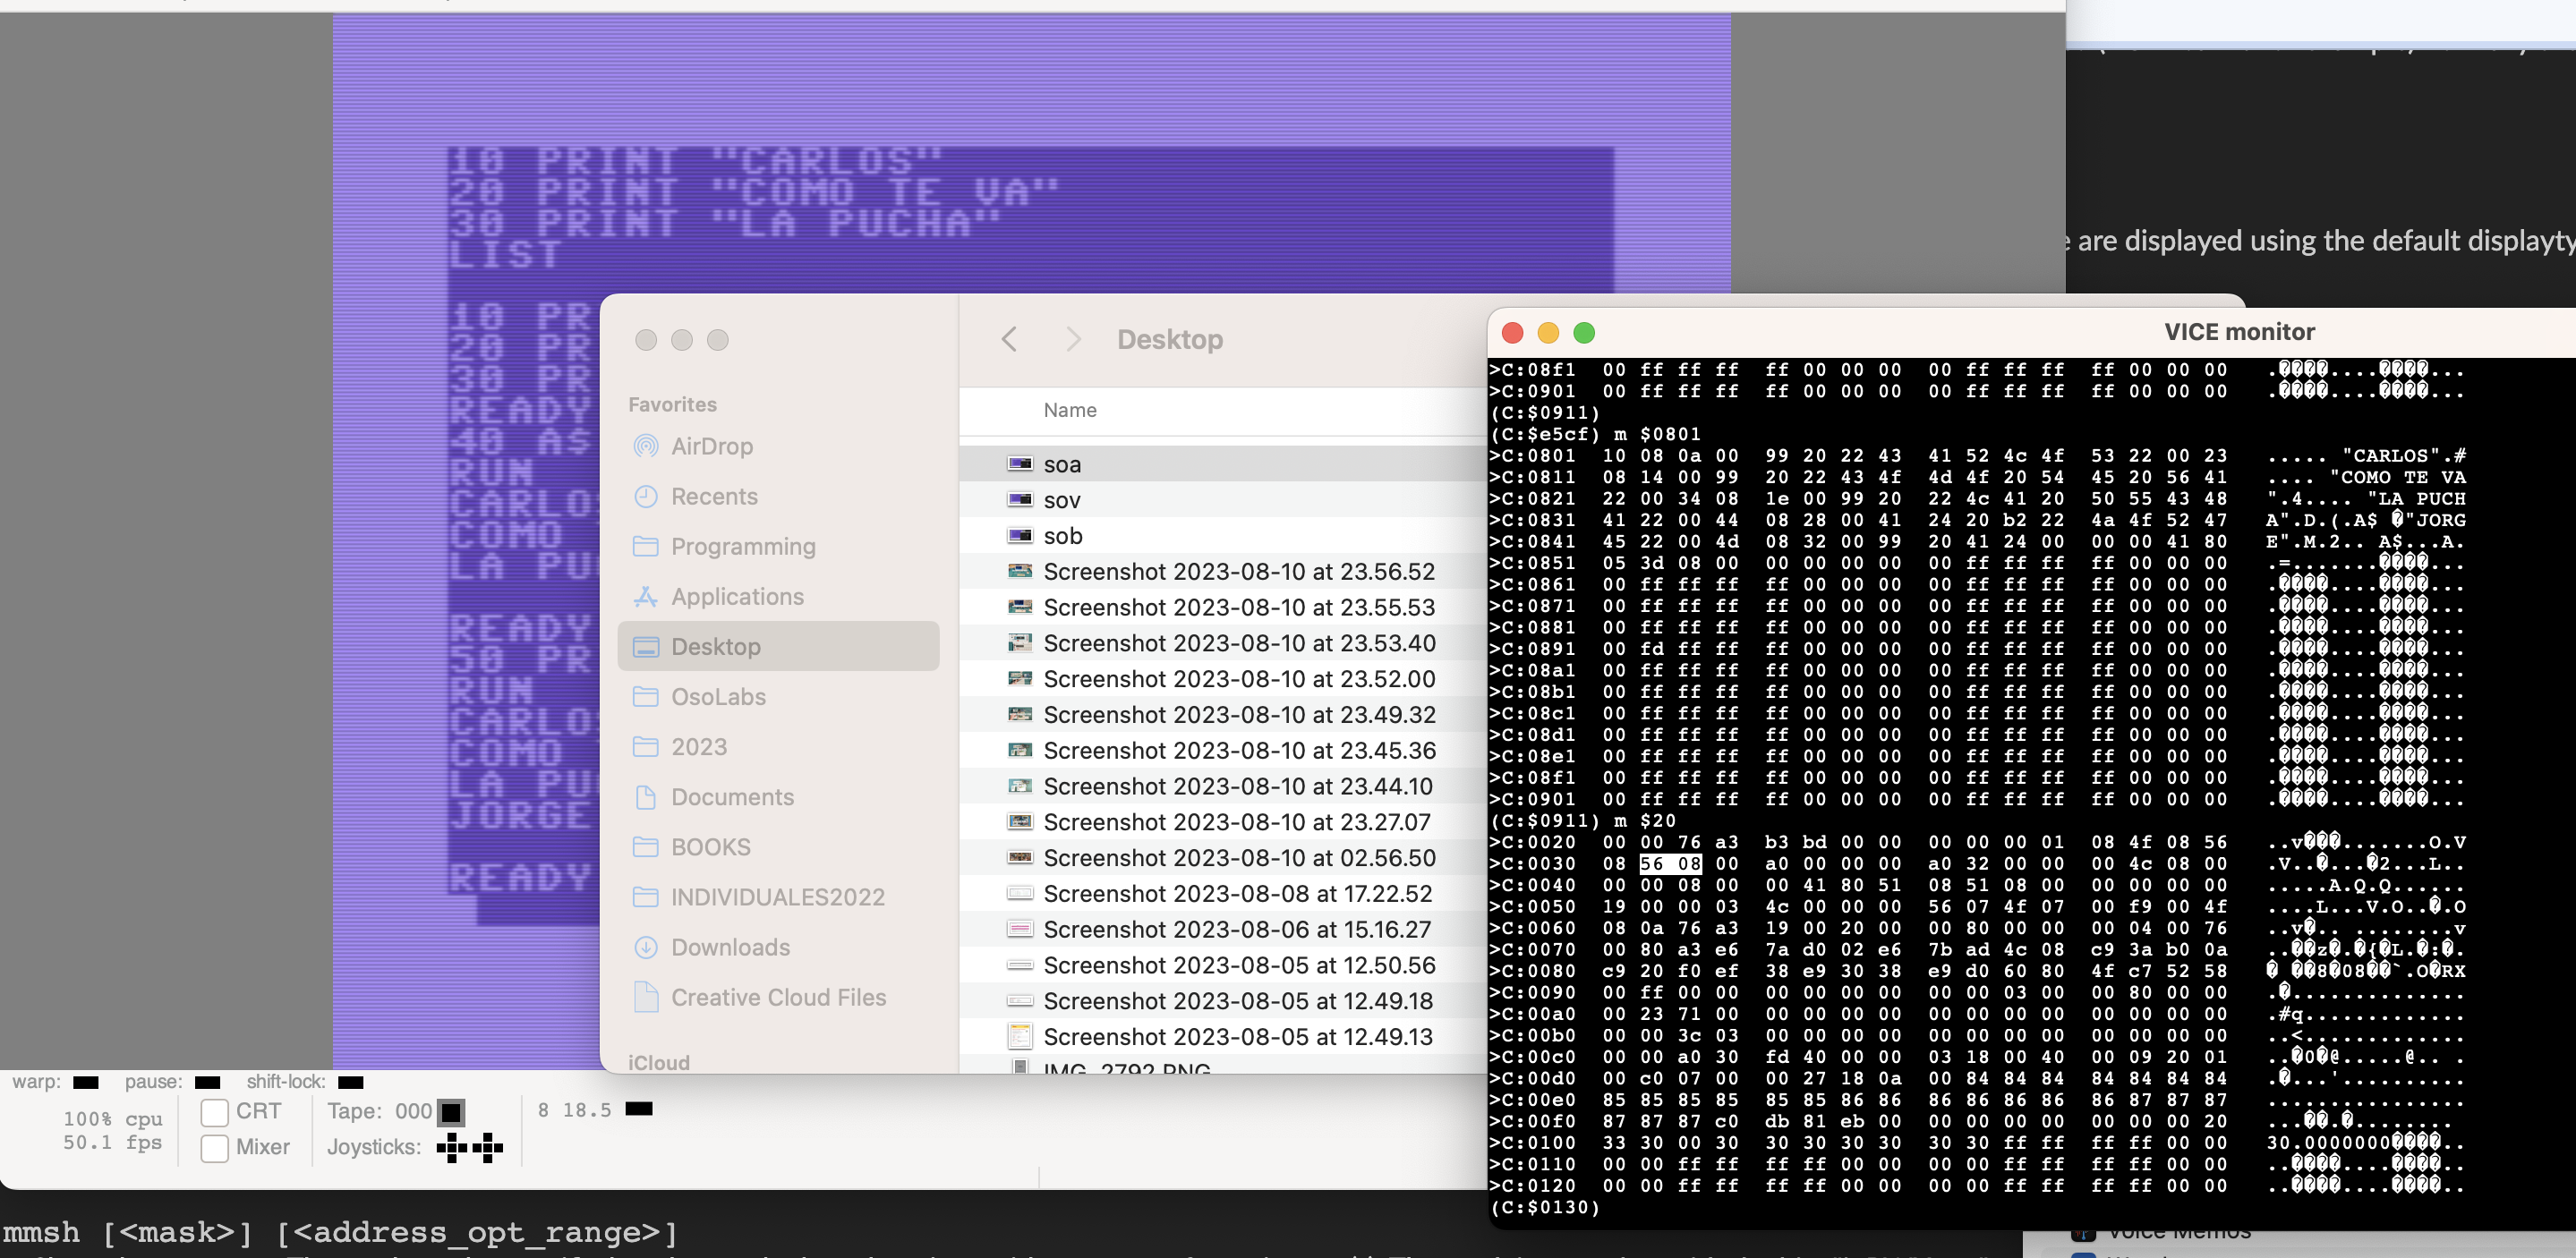 10 PRINT "CARLOS"
20 PRINT "COMO TE VA"
30 PRINT "LA PUCHA"
LIST
10 PR
20 PR
30 PR
READY
40 A$
RUN
CARLOS
COMO
LA PU
READY
50 PR
RUN
CARLOS
COMO
LA PU
JORGE
READY
warp:
pause:
shift-lock:
100% cpu
50.1 fps
CRT
Mixer
Tape: 000
Joysticks:
8 18.5
mmsh [<mask>] [<address_opt_range>]
Favorites
AirDrop
Recents
Programming
Applications
Desktop
OsoLabs
2023
Documents
BOOKS
INDIVIDUALES2022
Downloads
Creative Cloud Files
iCloud
Desktop
Name
soa
sov
sob
Screenshot 2023-08-10 at 23.56.52
Screenshot 2023-08-10 at 23.55.53
Screenshot 2023-08-10 at 23.53.40
Screenshot 2023-08-10 at 23.52.00
Screenshot 2023-08-10 at 23.49.32
Screenshot 2023-08-10 at 23.45.36
Screenshot 2023-08-10 at 23.44.10
Screenshot 2023-08-10 at 23.27.07
Screenshot 2023-08-10 at 02.56.50
Screenshot 2023-08-08 at 17.22.52
Screenshot 2023-08-06 at 15.16.27
Screenshot 2023-08-05 at 12.50.56
Screenshot 2023-08-05 at 12.49.18
Screenshot 2023-08-05 at 12.49.13
IMG_2792.PNG
are displayed using the default displayty
VICE monitor
>C:08f1 00 ff ff ff ff 00 00 00 00 ff ff ff ff 00 00 00 .����....����...
>C:0901 00 ff ff ff ff 00 00 00 00 ff ff ff ff 00 00 00 .����....����...
(C:$0911)
(C:$e5cf) m $0801
>C:0801 10 08 0a 00 99 20 22 43 41 52 4c 4f 53 22 00 23 ..... "CARLOS".#
>C:0811 08 14 00 99 20 22 43 4f 4d 4f 20 54 45 20 56 41 .... "COMO TE VA
>C:0821 22 00 34 08 1e 00 99 20 22 4c 41 20 50 55 43 48 ".4.... "LA PUCH
>C:0831 41 22 00 44 08 28 00 41 24 20 b2 22 4a 4f 52 47 A".D.(.A$ �"JORG
>C:0841 45 22 00 4d 08 32 00 99 20 41 24 00 00 00 41 80 E".M.2.. A$...A.
>C:0851 05 3d 08 00 00 00 00 00 00 ff ff ff ff 00 00 00 .=.......����...
>C:0861 00 ff ff ff ff 00 00 00 00 ff ff ff ff 00 00 00 .����....����...
>C:0871 00 ff ff ff ff 00 00 00 00 ff ff ff ff 00 00 00 .����....����...
>C:0881 00 ff ff ff ff 00 00 00 00 ff ff ff ff 00 00 00 .����....����...
>C:0891 00 fd ff ff ff 00 00 00 00 ff ff ff ff 00 00 00 .����....����...
>C:08a1 00 ff ff ff ff 00 00 00 00 ff ff ff ff 00 00 00 .����....����...
>C:08b1 00 ff ff ff ff 00 00 00 00 ff ff ff ff 00 00 00 .����....����...
>C:08c1 00 ff ff ff ff 00 00 00 00 ff ff ff ff 00 00 00 .����....����...
>C:08d1 00 ff ff ff ff 00 00 00 00 ff ff ff ff 00 00 00 .����....����...
>C:08e1 00 ff ff ff ff 00 00 00 00 ff ff ff ff 00 00 00 .����....����...
>C:08f1 00 ff ff ff ff 00 00 00 00 ff ff ff ff 00 00 00 .����....����...
>C:0901 00 ff ff ff ff 00 00 00 00 ff ff ff ff 00 00 00 .����....����...
(C:$0911) m $20
>C:0020 00 00 76 a3 b3 bd 00 00 00 00 00 01 08 4f 08 56 ..v���.......O.V
>C:0030 08 56 08 00 a0 00 00 00 a0 32 00 00 00 4c 08 00 .V..�...�2...L..
>C:0040 00 00 08 00 00 41 80 51 08 51 08 00 00 00 00 00 .....A.Q.Q......
>C:0050 19 00 00 03 4c 00 00 00 56 07 4f 07 00 f9 00 4f ....L...V.O..�.O
>C:0060 08 0a 76 a3 19 00 20 00 00 80 00 00 00 04 00 76 ..v�.. ........v
>C:0070 00 80 a3 e6 7a d0 02 e6 7b ad 4c 08 c9 3a b0 0a ..��z�.�{�L.�:�.
>C:0080 c9 20 f0 ef 38 e9 30 38 e9 d0 60 80 4f c7 52 58 � ��8�08��`.O�RX
>C:0090 00 ff 00 00 00 00 00 00 00 00 03 00 00 80 00 00 .�..............
>C:00a0 00 23 71 00 00 00 00 00 00 00 00 00 00 00 00 00 .#q.............
>C:00b0 00 00 3c 03 00 00 00 00 00 00 00 00 00 00 00 00 ..<.............
>C:00c0 00 00 a0 30 fd 40 00 00 03 18 00 40 00 09 20 01 ..�0�@.....@.. .
>C:00d0 00 c0 07 00 00 27 18 0a 00 84 84 84 84 84 84 84 .�...'..........
>C:00e0 85 85 85 85 85 85 86 86 86 86 86 86 86 87 87 87 ................
>C:00f0 87 87 87 c0 db 81 eb 00 00 00 00 00 00 00 00 20 ...��.�........
>C:0100 33 30 00 30 30 30 30 30 30 30 ff ff ff ff 00 00 30.0000000����..
>C:0110 00 00 ff ff ff ff 00 00 00 00 ff ff ff ff 00 00 ..����....����..
>C:0120 00 00 ff ff ff ff 00 00 00 00 ff ff ff ff 00 00 ..����....����..
(C:$0130)
Voice Memos